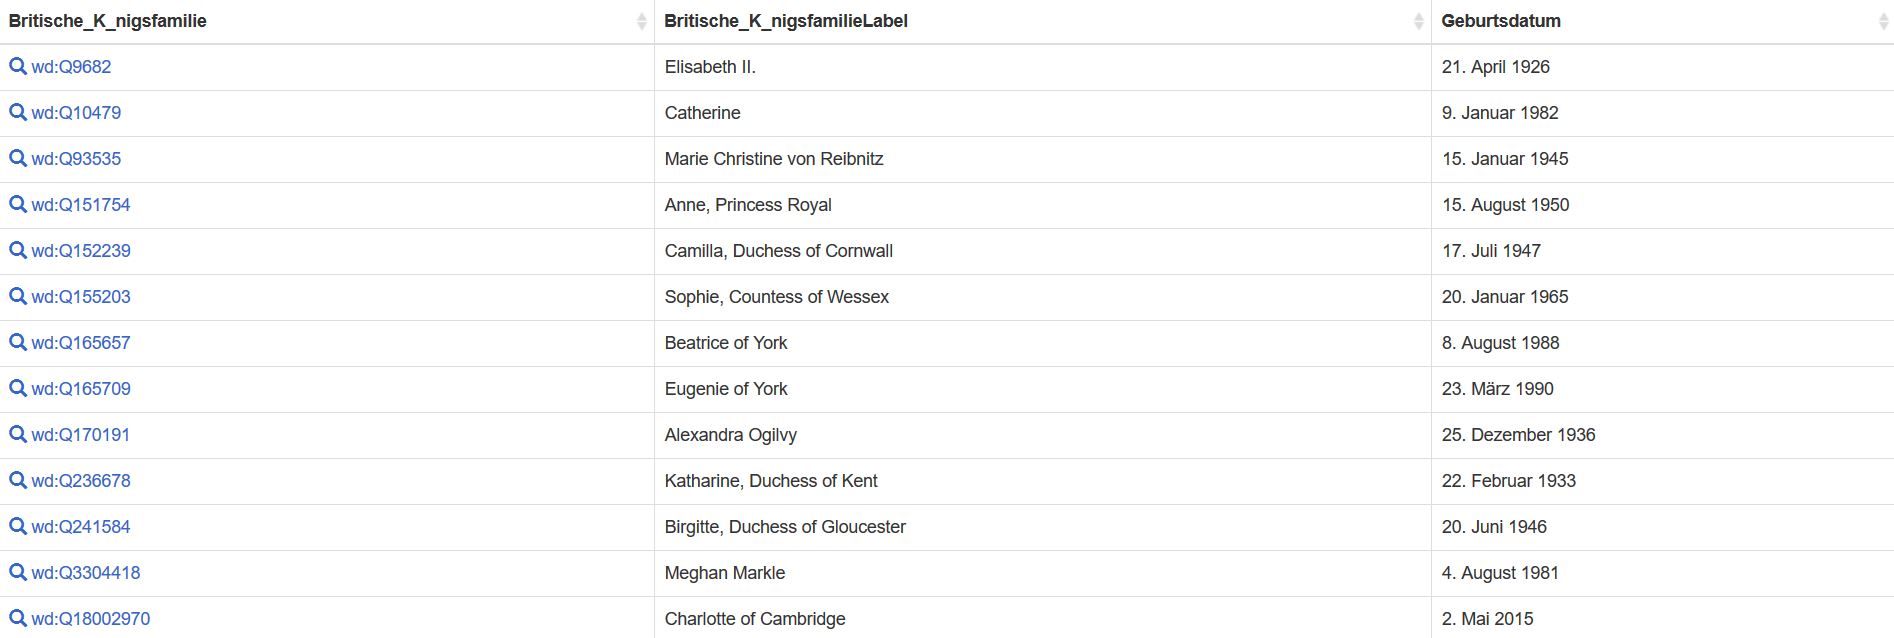 Britische_K_nigsfamilie Britische_K_nigsfamilieLabel Geburtsdatum
wd:Q9682 Elisabeth II. 21. April 1926
wd:Q10479 Catherine 9. Januar 1982
wd:Q93535 Marie Christine von Reibnitz 15. Januar 1945
wd:Q151754 Anne, Princess Royal 15. August 1950
wd:Q152239 Camilla, Duchess of Cornwall 17. Juli 1947
wd:Q155203 Sophie, Countess of Wessex 20. Januar 1965
wd:Q165657 Beatrice of York 8. August 1988
wd:Q165709 Eugenie of York 23. März 1990
wd:Q170191 Alexandra Ogilvy 25. Dezember 1936
wd:Q236678 Katharine, Duchess of Kent 22. Februar 1933
wd:Q241584 Birgitte, Duchess of Gloucester 20. Juni 1946
wd:Q3304418 Meghan Markle 4. August 1981
wd:Q18002970 Charlotte of Cambridge 2. Mai 2015